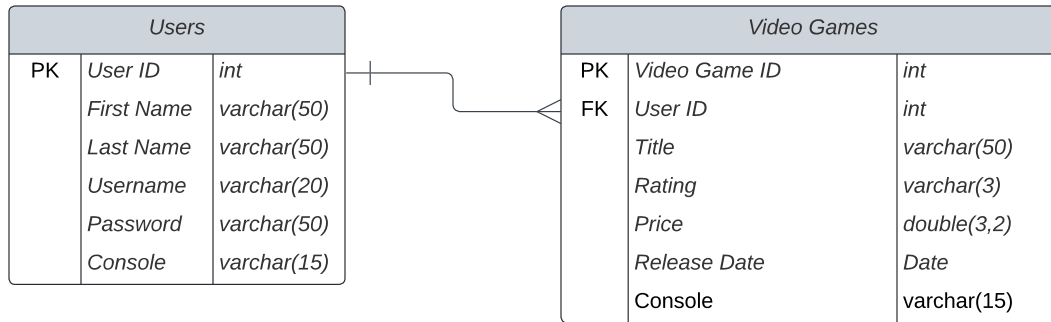 Users
PK User ID int
First Name varchar(50)
Last Name varchar(50)
Username varchar(20)
Password varchar(50)
Console varchar(15)
Video Games
PK Video Game ID int
FK User ID int
Title varchar(50)
Rating varchar(3)
Price double(3,2)
Release Date Date
Console varchar(15)